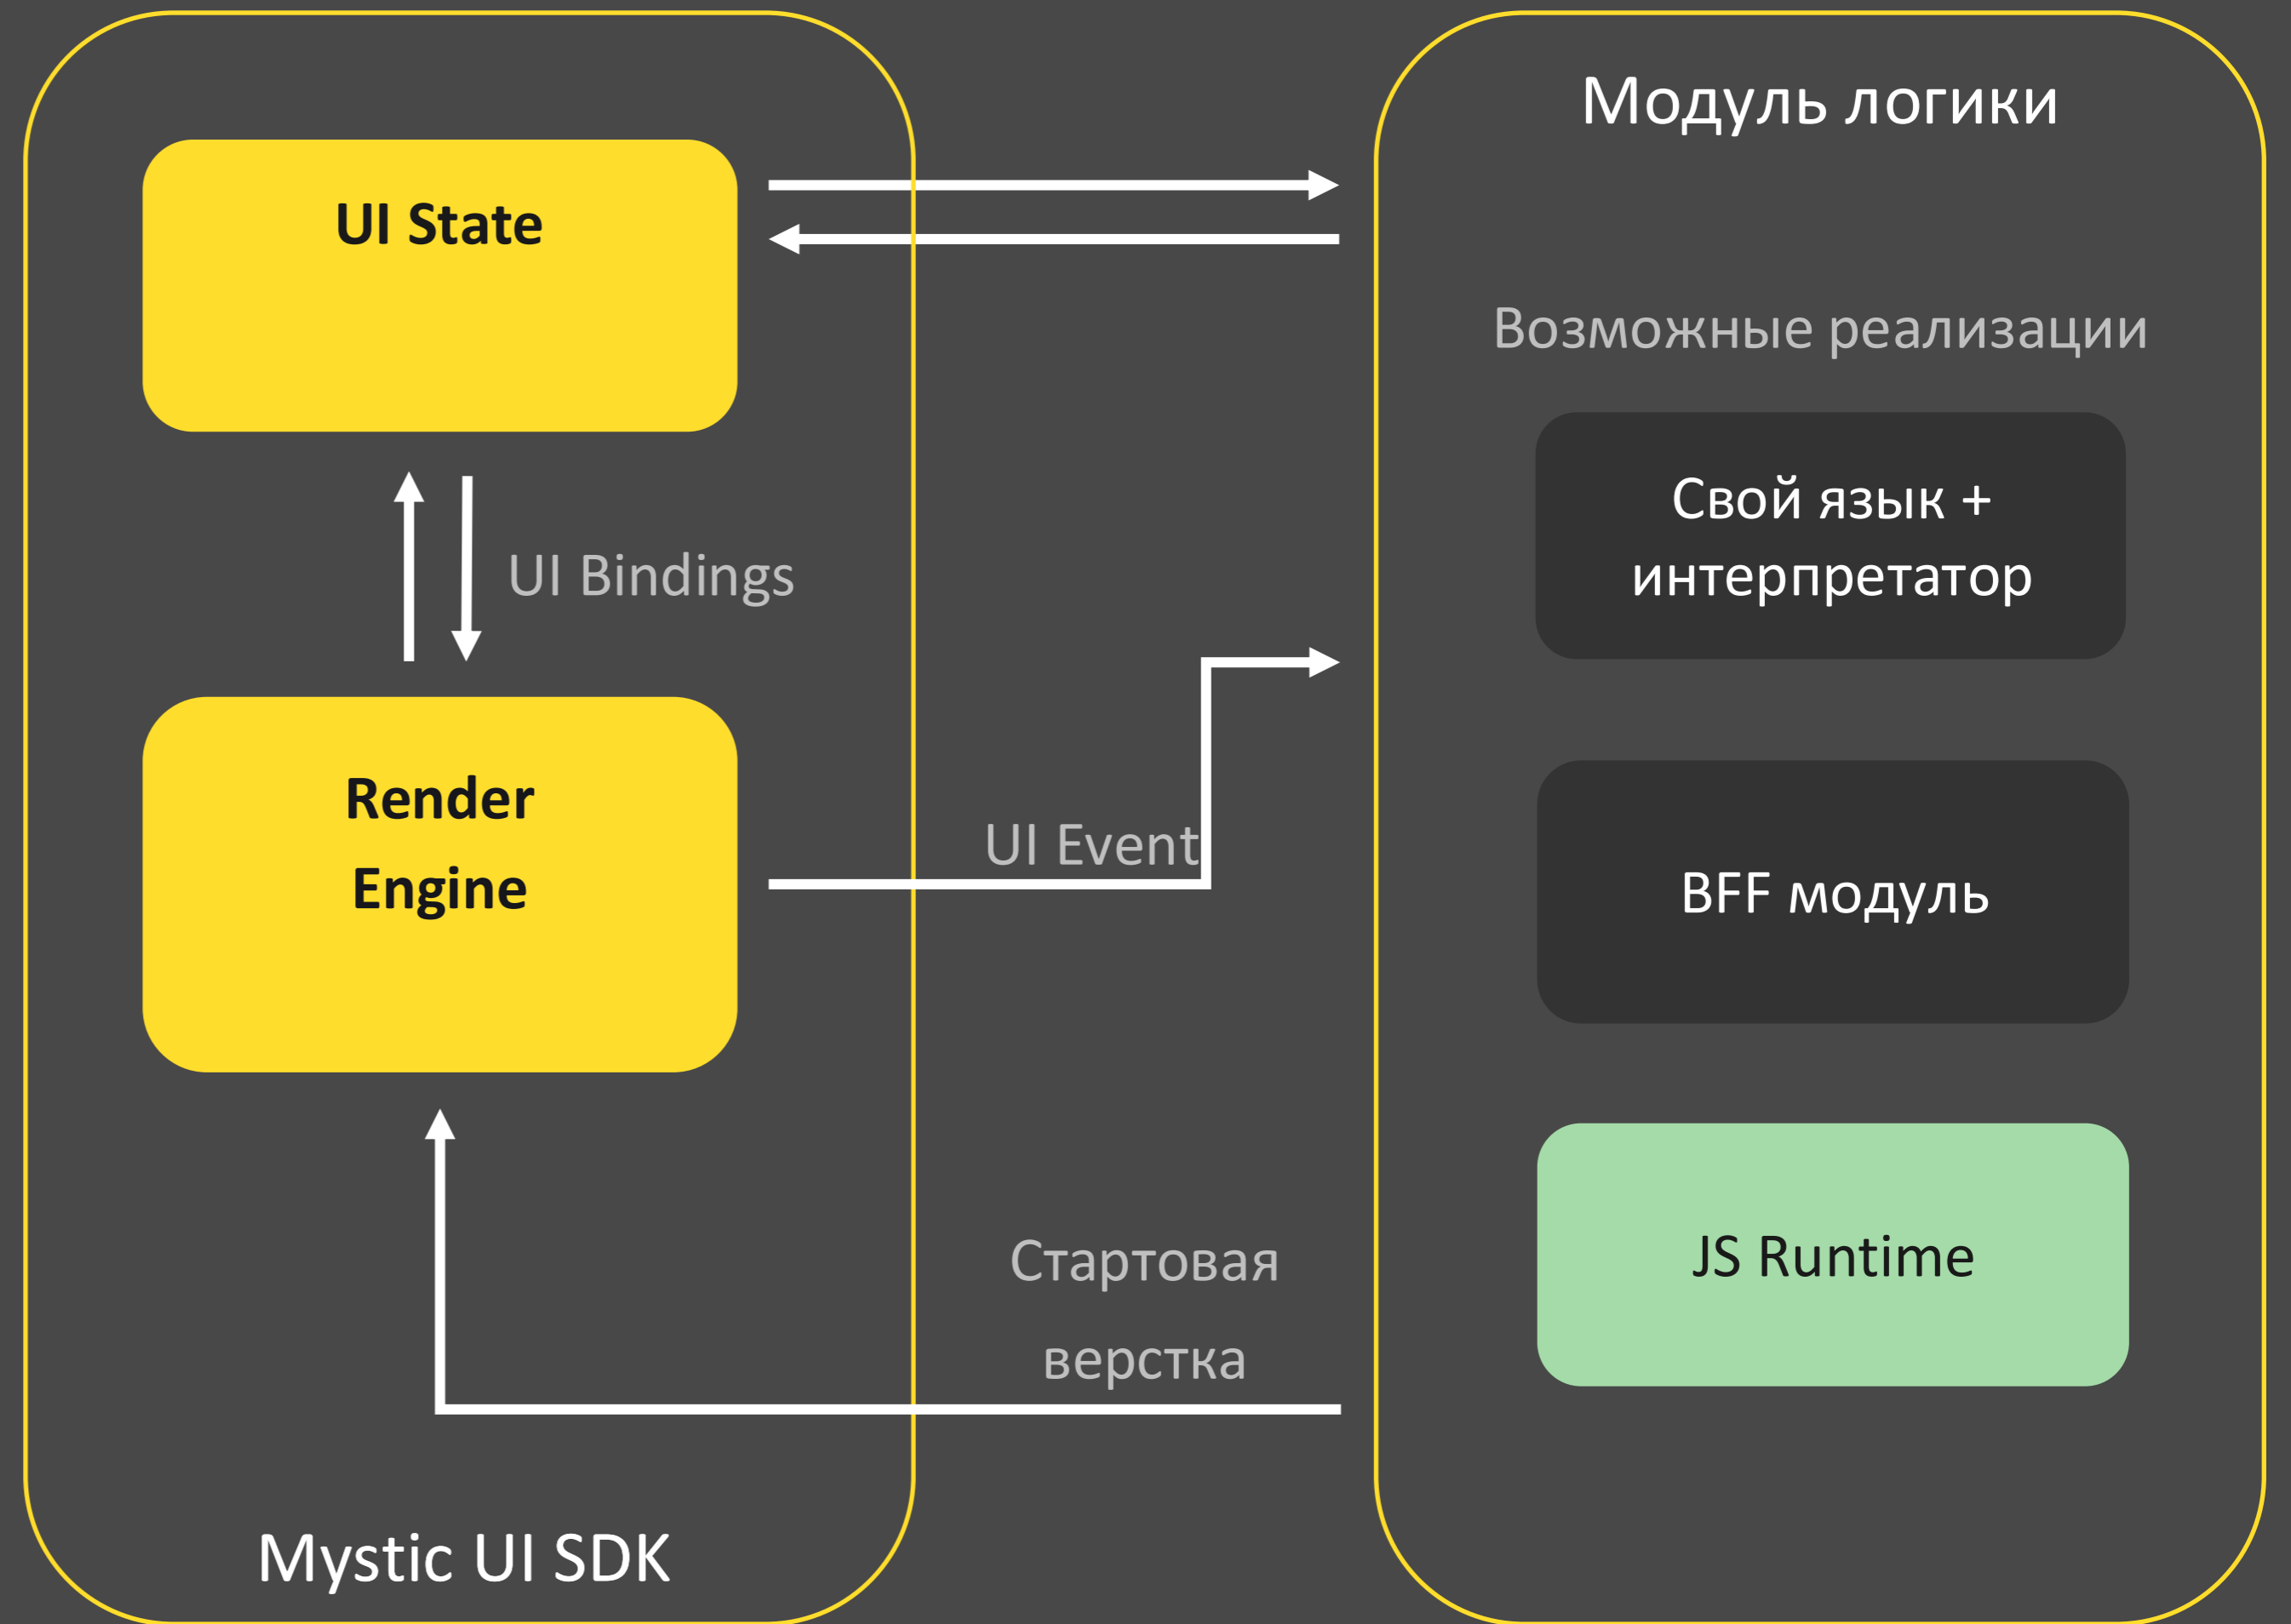 UI State
UI Bindings
Render
Engine
Mystic UI SDK
UI Event
Стартовая
верстка
Модуль логики
Возможные реализации
Свой язык +
интерпретатор
BFF модуль
JS Runtime